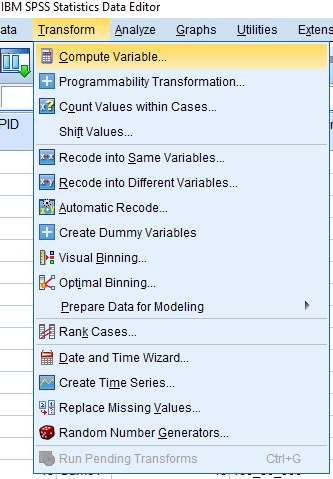 IBM SPSS Statistics Data Editor
ata Transform Analyze Graphs Utilities Extens
Compute Variable...
Programmability Transformation...
Count Values within Cases...
PID
Shift Values...
Recode into Same Variables...
Recode into Different Variables...
Automatic Recode...
Create Dummy Variables
Visual Binning...
Optimal Binning...
Prepare Data for Modeling
Rank Cases...
Date and Time Wizard...
Create Time Series...
Replace Missing Values...
Random Number Generators...
Run Pending Transforms Ctrl+G